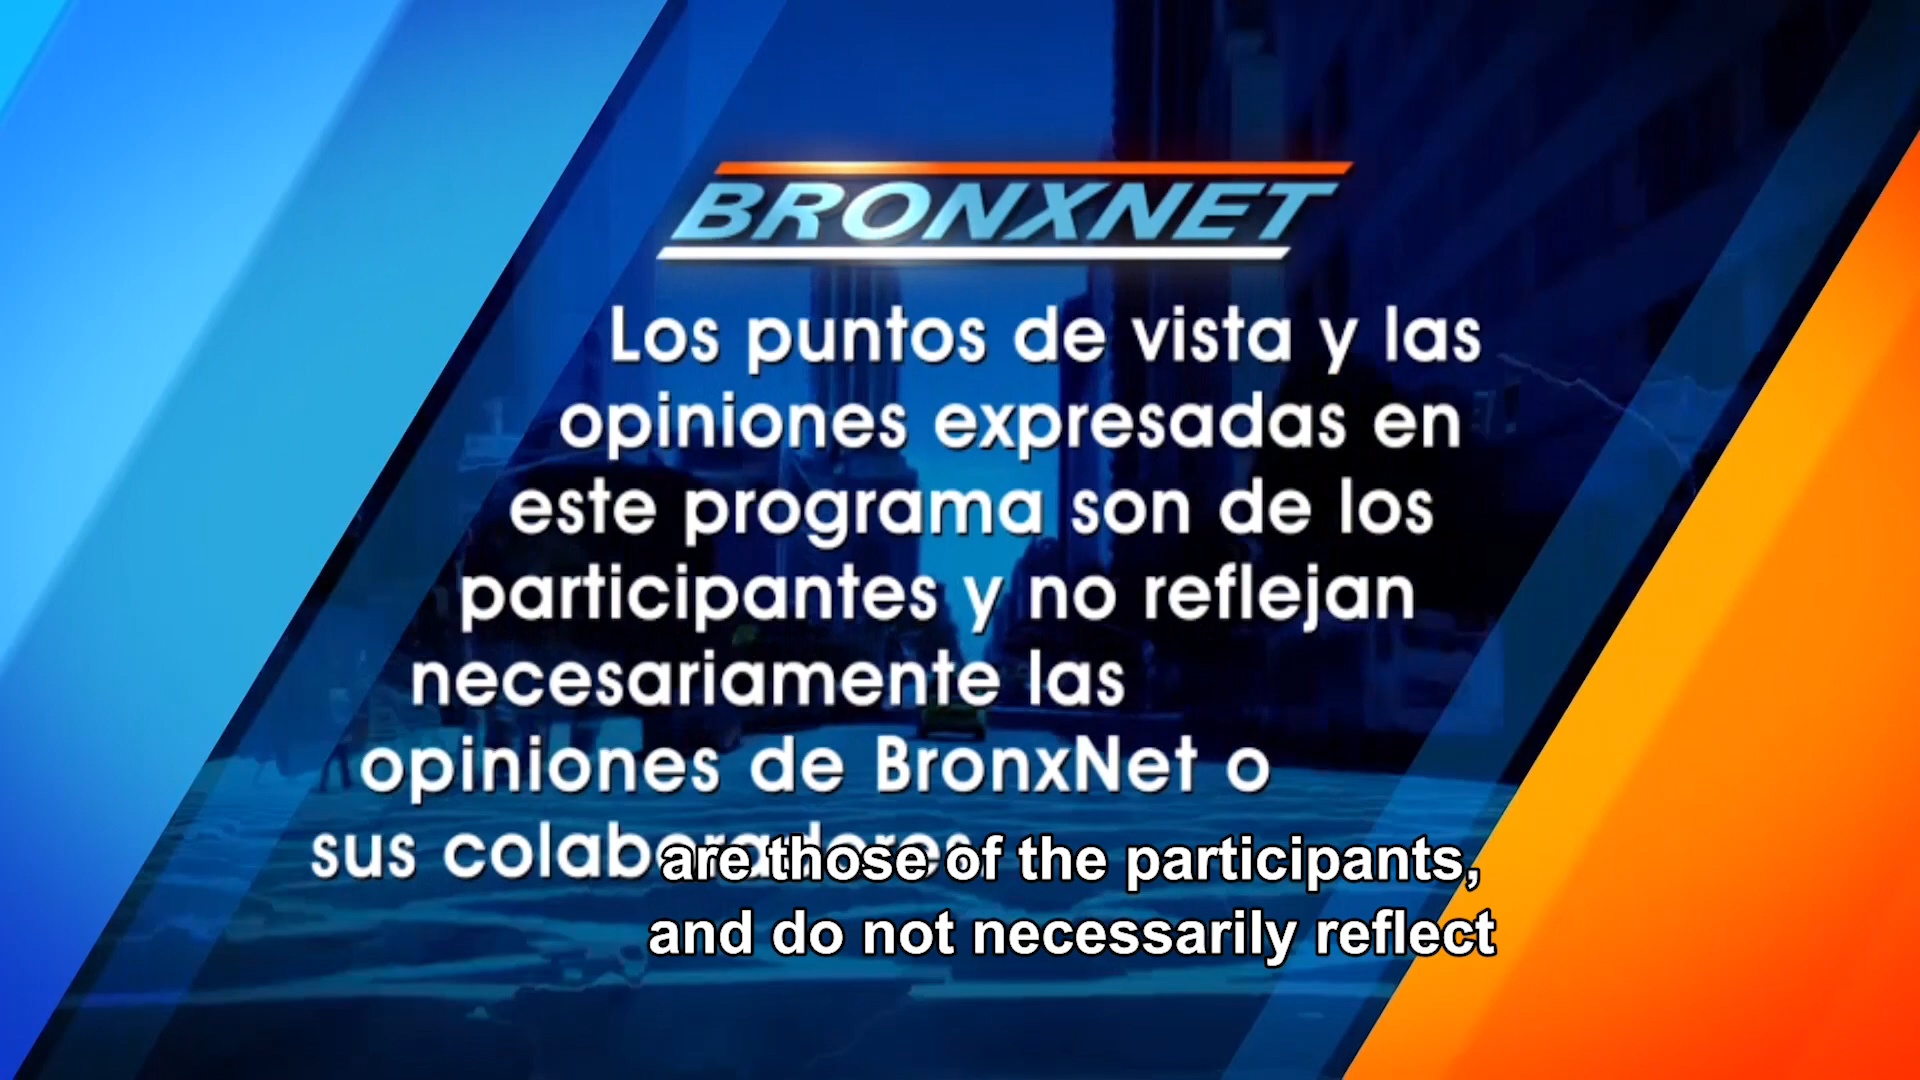 BRONXNET
Los puntos de vista y las
opiniones expresadas en
este programa son de los
participantes y no reflejan
necesariamente las
opiniones de BronxNet o
sus colaboradores
are those of the participants,
and do not necessarily reflect